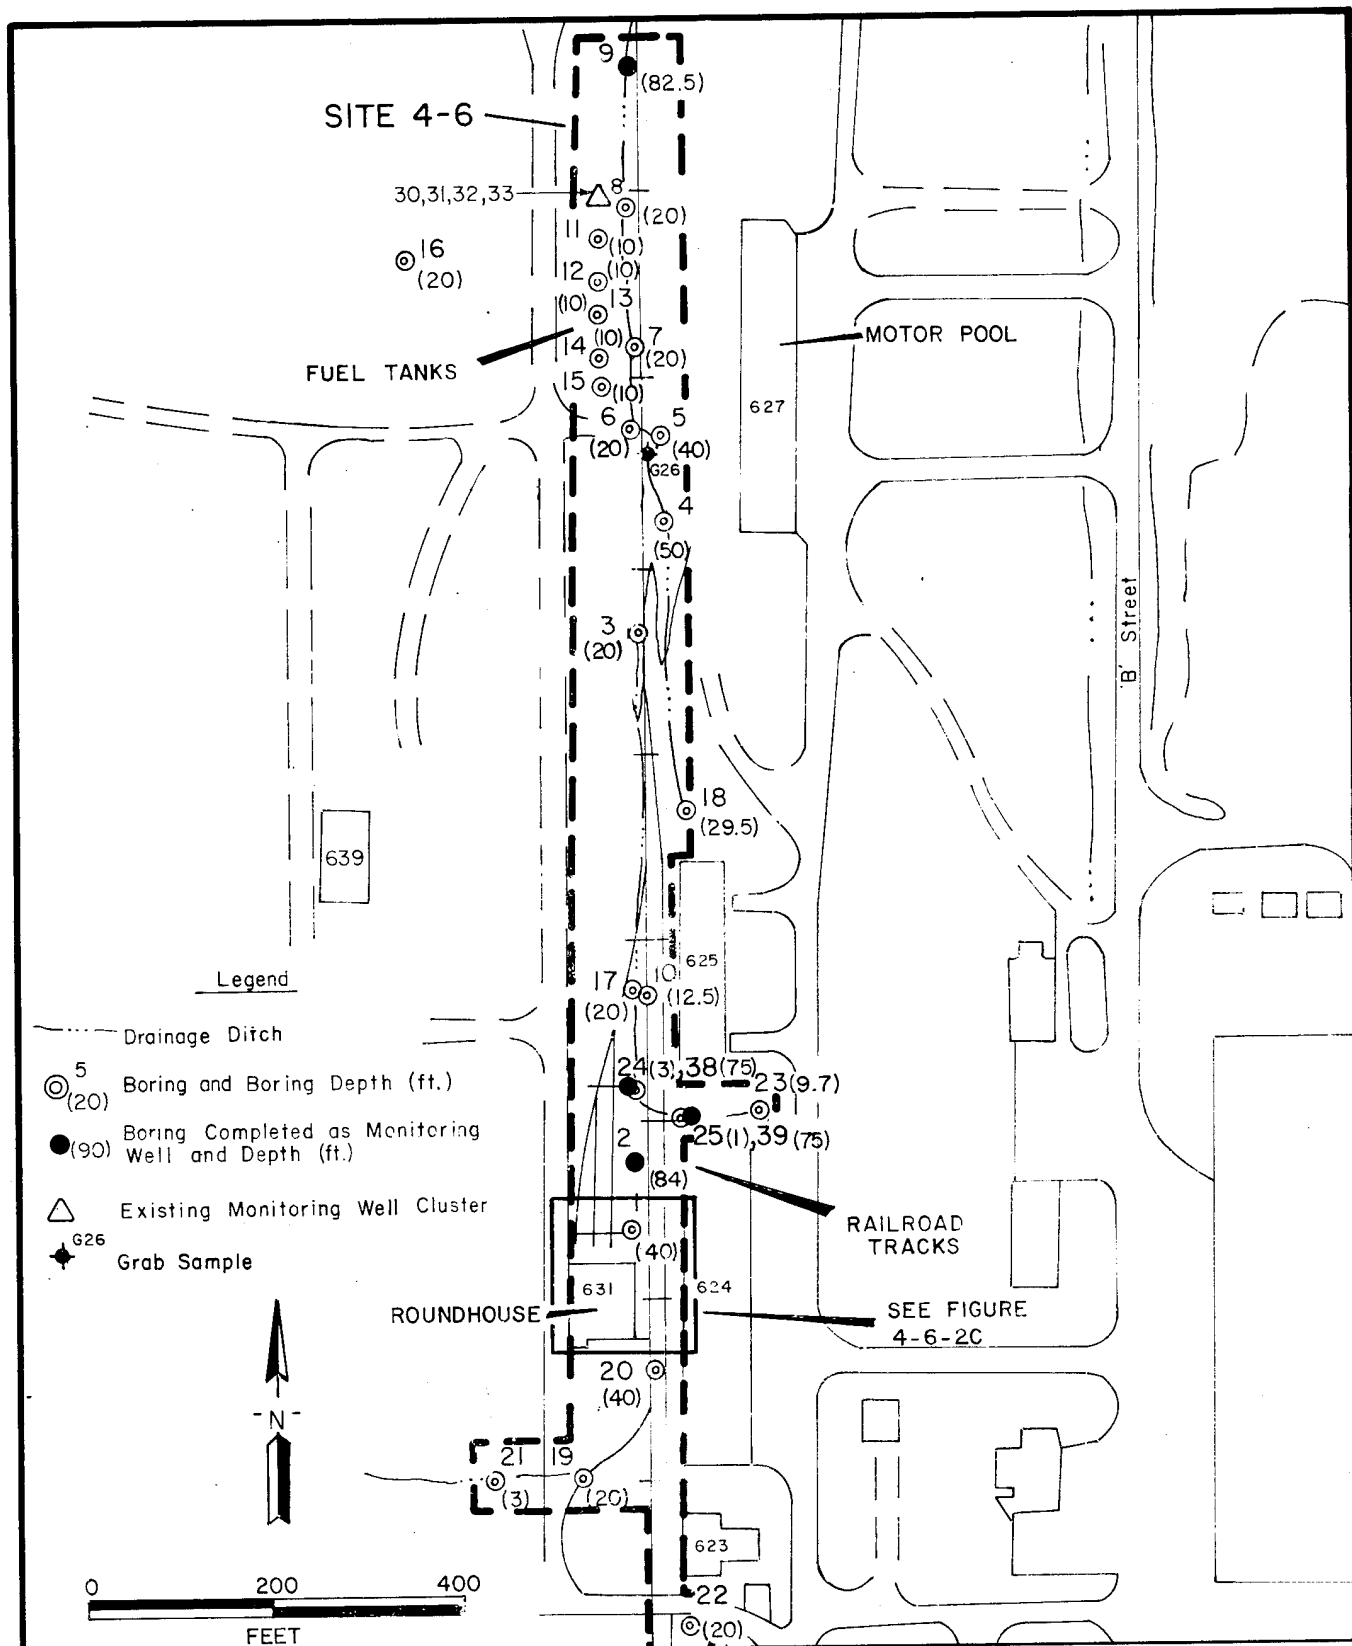 9
(82.5)
SITE 4-6
30,31,32,33
8
(20)
11
(10)
16
(20)
12
(10)
(10)
13
7
(10)
(20)
14
FUEL TANKS
MOTOR POOL
15
(10)
627
6
5
(20)
(40)
G26
4
(50)
'B' Street
3
(20)
18
(29.5)
639
625
Legend
17
10
(20)
(12.5)
Drainage Ditch
5
(20)
Boring and Boring Depth (ft.)
24(3),38(75)
23(9.7)
(90)
Boring Completed as Monitoring
Well and Depth (ft.)
2
25(1),39(75)
(84)
Existing Monitoring Well Cluster
RAILROAD
TRACKS
G26
Grab Sample
(40)
631
624
ROUNDHOUSE
SEE FIGURE
4-6-2C
20
(40)
-N-
21
19
(3)
(20)
623
0 200 400
FEET
22
(20)